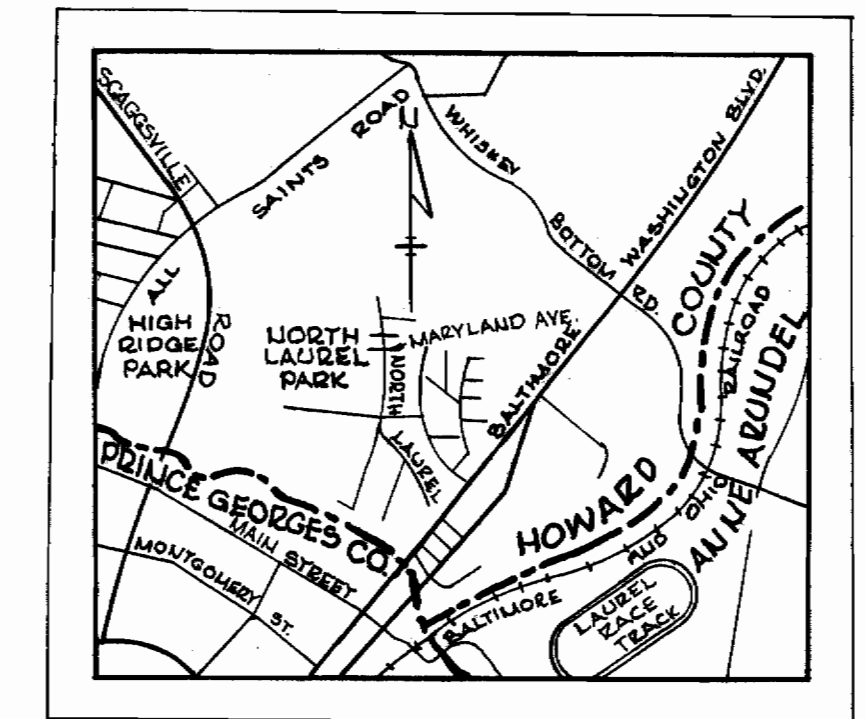 SCAGGSVILLE
ROAD
ALL
SAINTS ROAD
N
WHISKEY BOTTOM RD.
BALTIMORE WASHINGTON BLVD.
HIGH
RIDGE
PARK
NORTH
LAUREL
PARK
MARYLAND AVE.
NORTH LAUREL
HOWARD COUNTY
ANNE ARUNDEL
BALTIMORE AND OHIO RAILROAD
PRINCE GEORGES CO.
MAIN STREET
MONTGOMERY ST.
LAUREL
RACE
TRACK